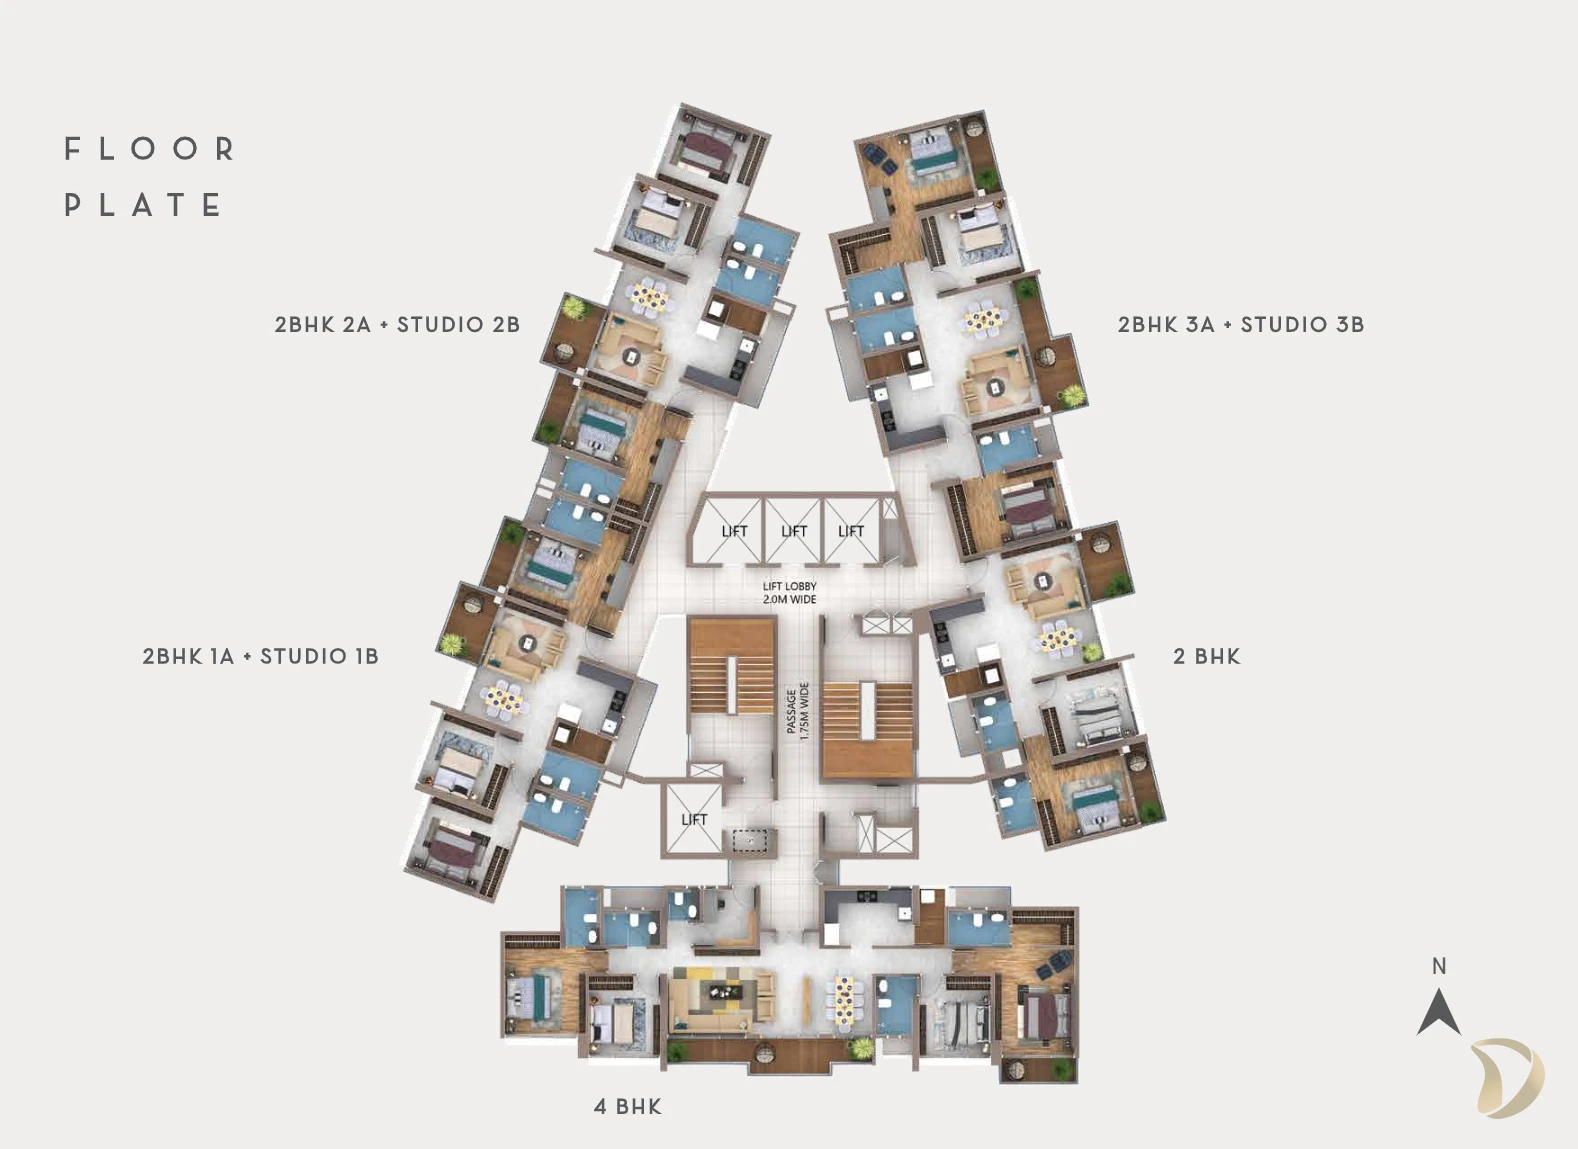 FLOOR
PLATE
2BHK 2A + STUDIO 2B
2BHK 3A + STUDIO 3B
LIFT
LIFT
LIFT
LIFT LOBBY
2.0M WIDE
2BHK 1A + STUDIO 1B
2 BHK
PASSAGE
1.75M WIDE
LIFT
N
4 BHK